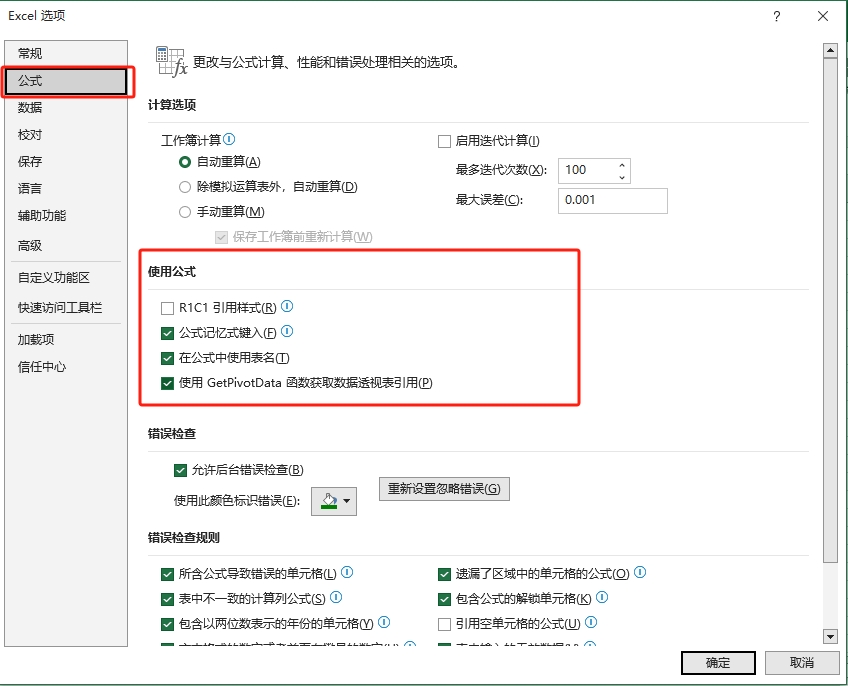 Excel 选项
?
常规
公式
数据
校对
保存
语言
辅助功能
高级
自定义功能区
快速访问工具栏
加载项
信任中心
更改与公式计算、性能和错误处理相关的选项。
计算选项
工作簿计算
自动重算(A)
除模拟运算表外，自动重算(D)
手动重算(M)
保存工作簿前重新计算(W)
启用迭代计算(I)
最多迭代次数(X): 100
最大误差(C): 0.001
使用公式
R1C1 引用样式(R)
公式记忆式键入(F)
在公式中使用表名(T)
使用 GetPivotData 函数获取数据透视表引用(P)
错误检查
允许后台错误检查(B)
使用此颜色标识错误(E):
重新设置忽略错误(G)
错误检查规则
所含公式导致错误的单元格(L)
表中不一致的计算列公式(S)
包含以两位数表示的年份的单元格(Y)
遗漏了区域中的单元格的公式(O)
包含公式的解锁单元格(K)
引用空单元格的公式(U)
确定
取消